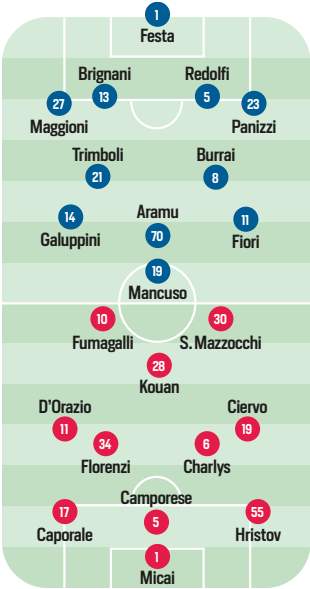 1
Festa
Brignani Redolfi
27 13 5 23
Maggioni Panizzi
Trimboli Burrai
21 8
14 Aramu 11
Galuppini 70 Fiori
19
Mancuso
10 30
Fumagalli S. Mazzocchi
28
Kouan
D'Orazio Ciervo
11 34 6 19
Florenzi Charlys
Camporese
17 5 55
Caporale Hristov
1
Micai